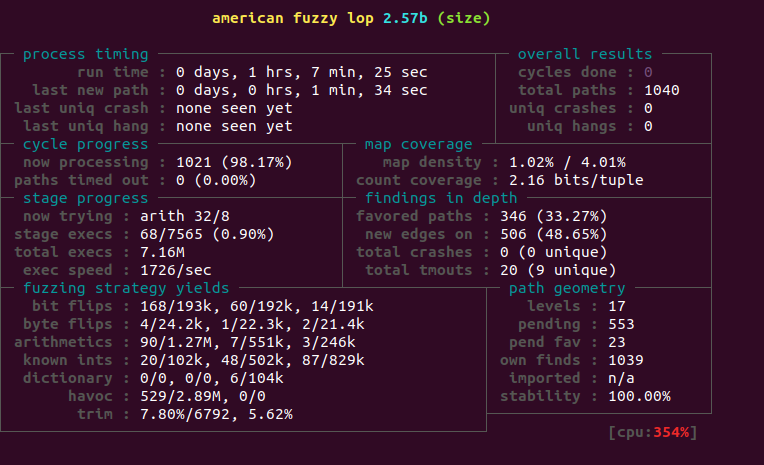 american fuzzy lop 2.57b (size)
process timing
run time : 0 days, 1 hrs, 7 min, 25 sec
last new path : 0 days, 0 hrs, 1 min, 34 sec
last uniq crash : none seen yet
last uniq hang : none seen yet
overall results
cycles done : 0
total paths : 1040
uniq crashes : 0
uniq hangs : 0
cycle progress
now processing : 1021 (98.17%)
paths timed out : 0 (0.00%)
map coverage
map density : 1.02% / 4.01%
count coverage : 2.16 bits/tuple
stage progress
now trying : arith 32/8
stage execs : 68/7565 (0.90%)
total execs : 7.16M
exec speed : 1726/sec
findings in depth
favored paths : 346 (33.27%)
new edges on : 506 (48.65%)
total crashes : 0 (0 unique)
total tmouts : 20 (9 unique)
fuzzing strategy yields
bit flips : 168/193k, 60/192k, 14/191k
byte flips : 4/24.2k, 1/22.3k, 2/21.4k
arithmetics : 90/1.27M, 7/551k, 3/246k
known ints : 20/102k, 48/502k, 87/829k
dictionary : 0/0, 0/0, 6/104k
havoc : 529/2.89M, 0/0
trim : 7.80%/6792, 5.62%
path geometry
levels : 17
pending : 553
pend fav : 23
own finds : 1039
imported : n/a
stability : 100.00%
[cpu:354%]